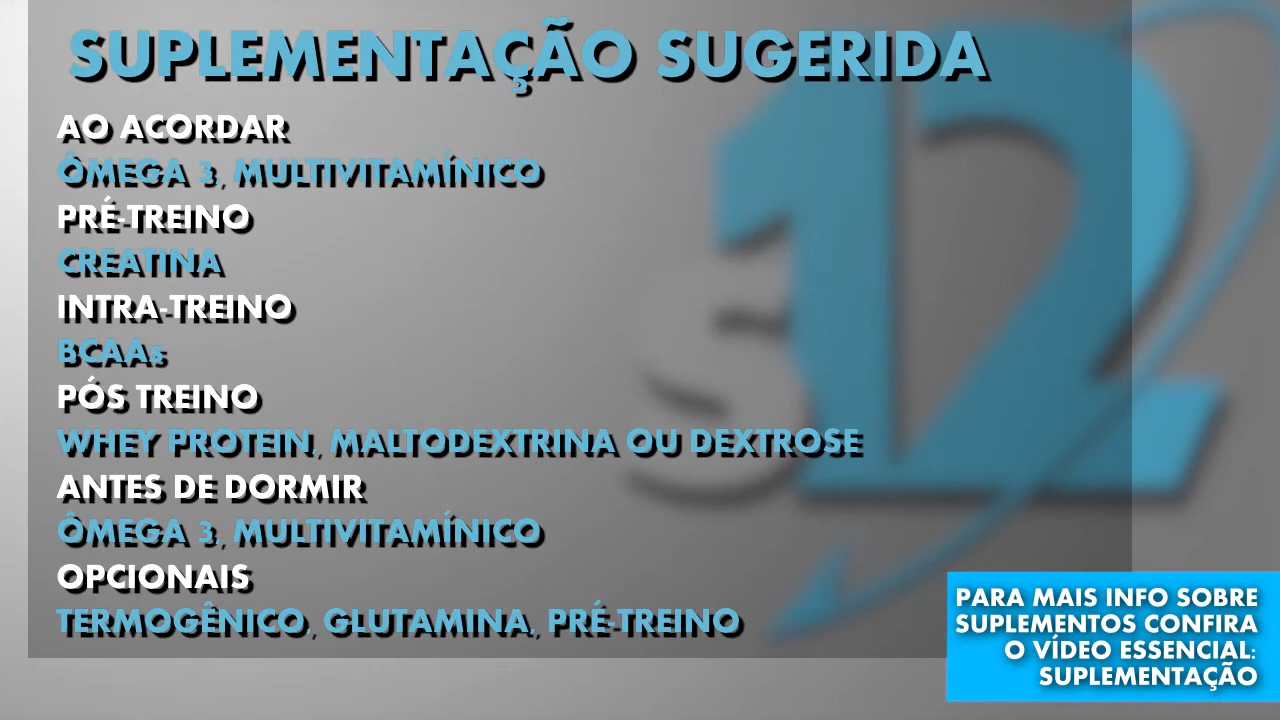 SUPLEMENTAÇÃO SUGERIDA
AO ACORDAR
ÔMEGA 3, MULTIVITAMÍNICO
PRÉ-TREINO
CREATINA
INTRA-TREINO
BCAAs
PÓS TREINO
WHEY PROTEIN, MALTODEXTRINA OU DEXTROSE
ANTES DE DORMIR
ÔMEGA 3, MULTIVITAMÍNICO
OPCIONAIS
TERMOGÊNICO, GLUTAMINA, PRÉ-TREINO
12
3
PARA MAIS INFO SOBRE
SUPLEMENTOS CONFIRA
O VÍDEO ESSENCIAL:
SUPLEMENTAÇÃO